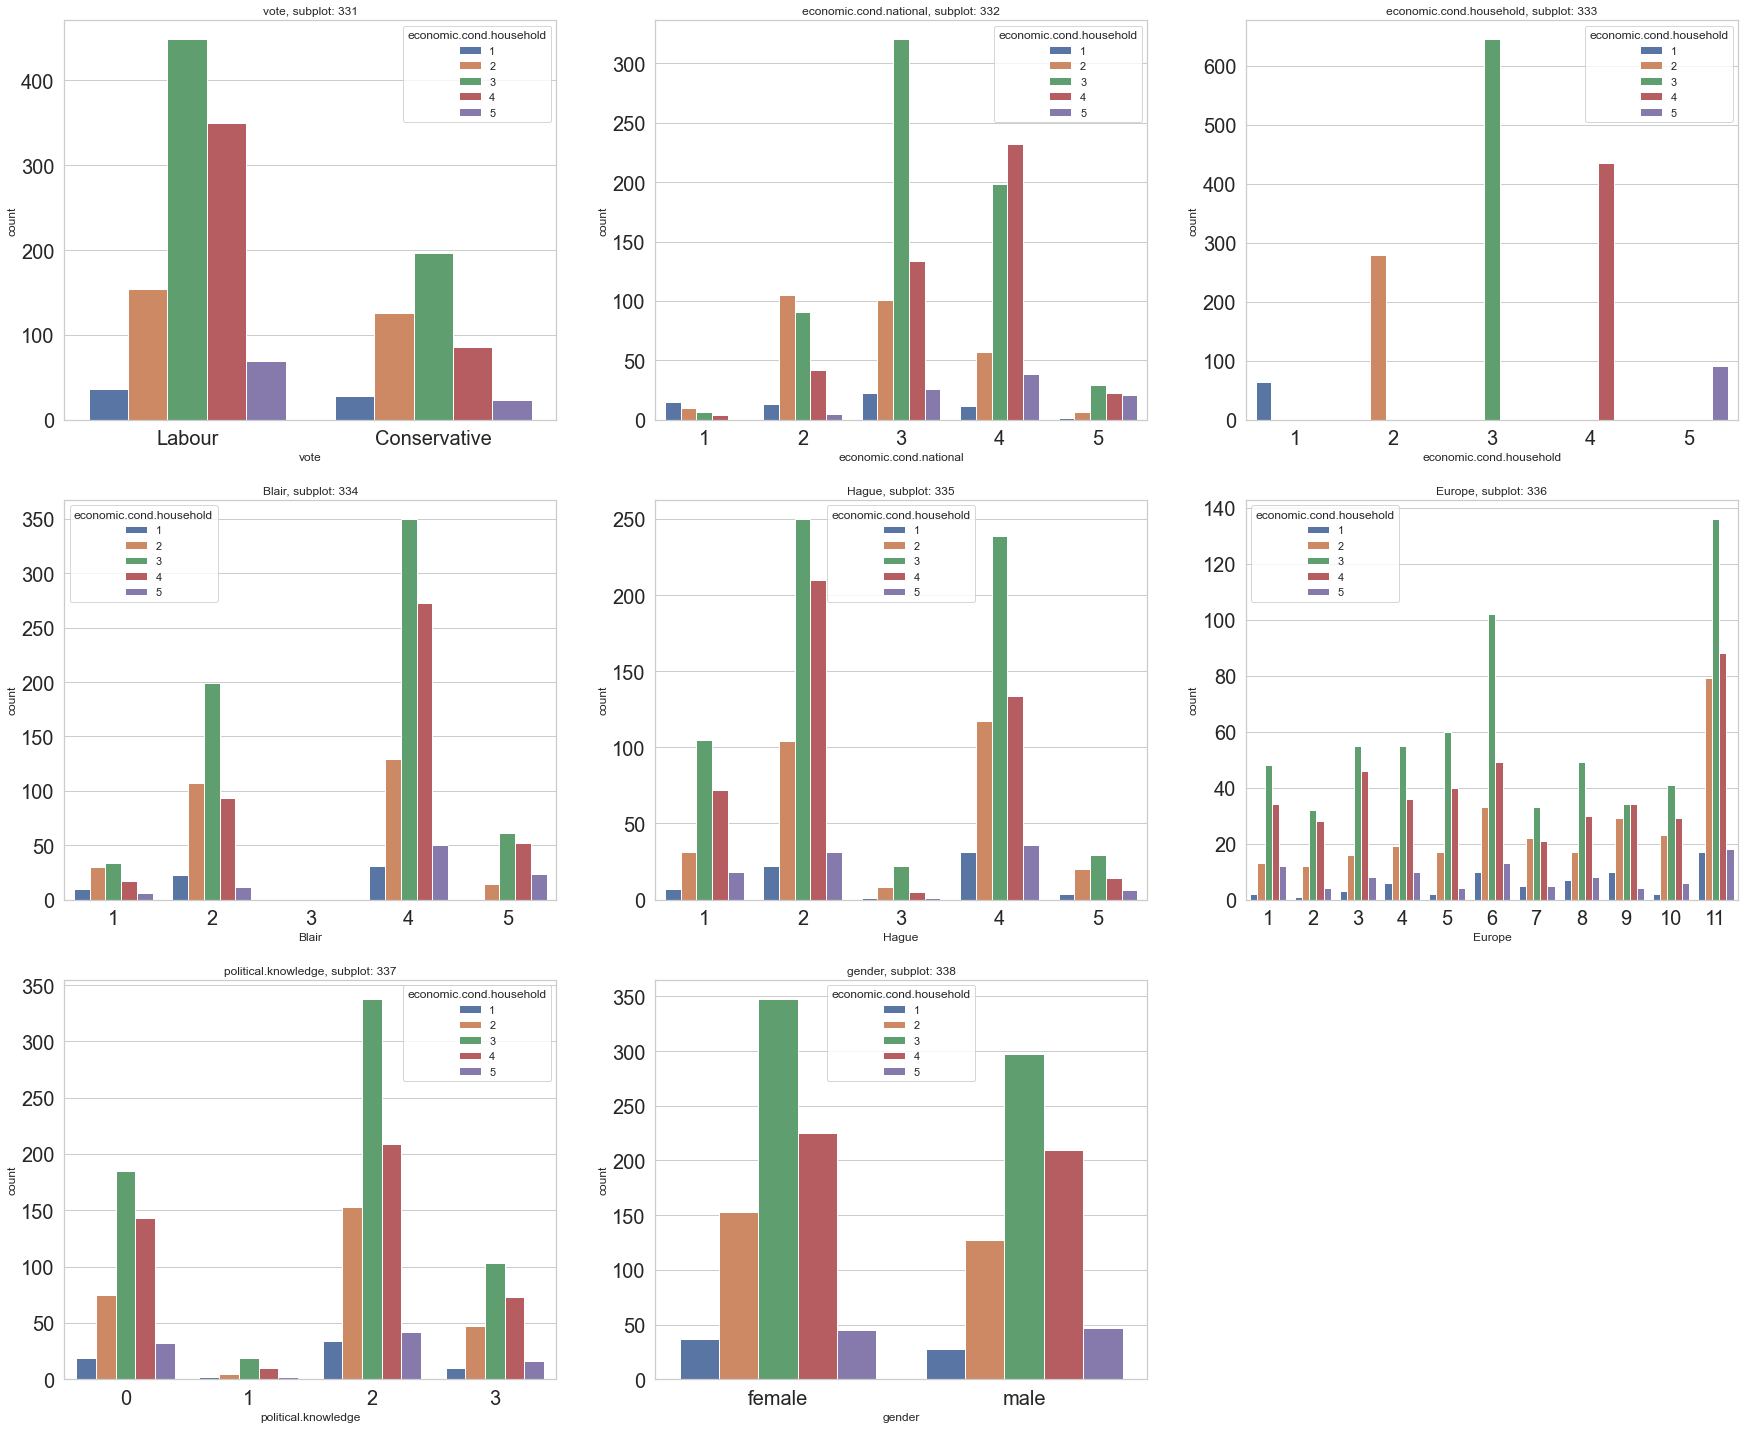 vote, subplot: 331
economic.cond.household
1
2
3
4
5
400
300
200
100
0
count
Labour Conservative
vote
economic.cond.national, subplot: 332
economic.cond.household
1
2
3
4
5
300
250
200
150
100
50
0
count
1 2 3 4 5
economic.cond.national
economic.cond.household, subplot: 333
economic.cond.household
1
2
3
4
5
600
500
400
300
200
100
0
count
1 2 3 4 5
economic.cond.household
Blair, subplot: 334
economic.cond.household
1
2
3
4
5
350
300
250
200
150
100
50
0
count
1 2 3 4 5
Blair
Hague, subplot: 335
economic.cond.household
1
2
3
4
5
250
200
150
100
50
0
count
1 2 3 4 5
Hague
Europe, subplot: 336
economic.cond.household
1
2
3
4
5
140
120
100
80
60
40
20
0
count
1 2 3 4 5 6 7 8 9 10 11
Europe
political.knowledge, subplot: 337
economic.cond.household
1
2
3
4
5
350
300
250
200
150
100
50
0
count
0 1 2 3
political.knowledge
gender, subplot: 338
economic.cond.household
1
2
3
4
5
350
300
250
200
150
100
50
0
count
female male
gender